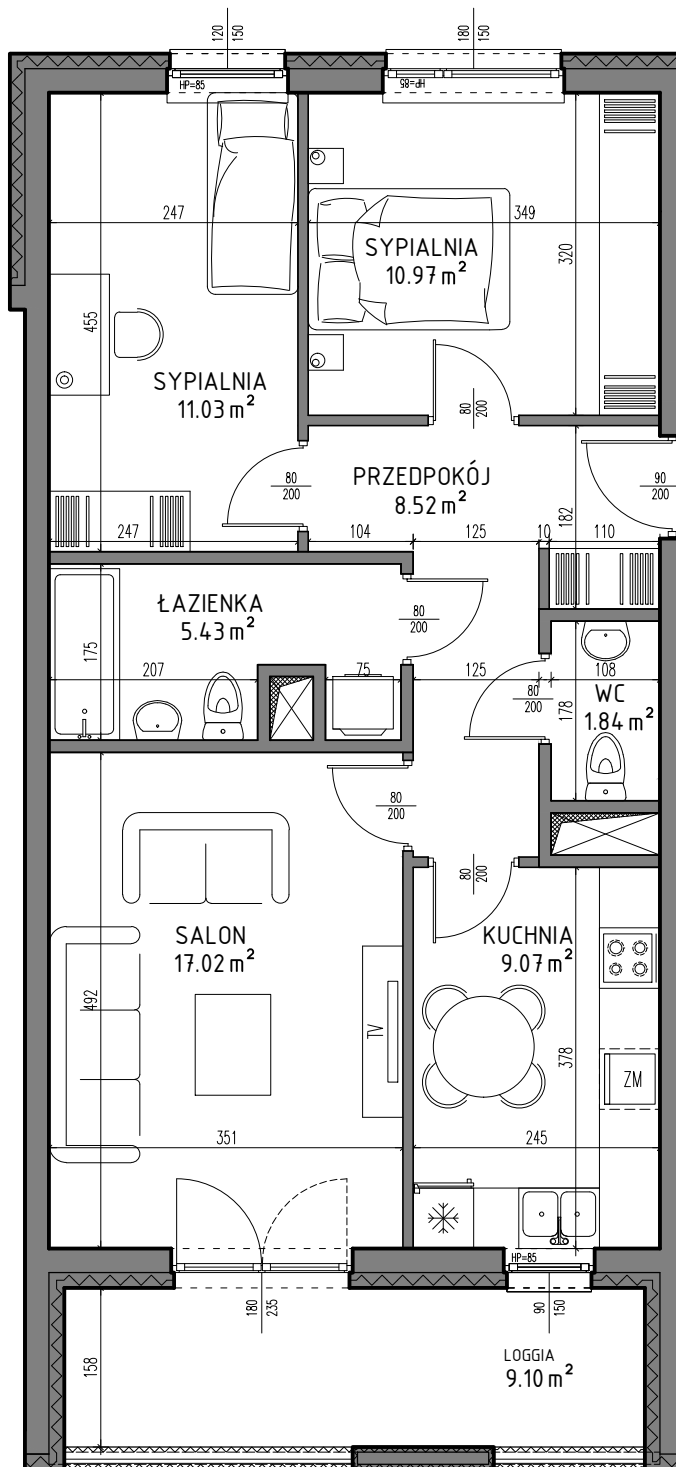 120
150
180
150
HP=85
HP=85
247
349
SYPIALNIA
10.97 m²
320
455
SYPIALNIA
11.03 m²
80
200
80
200
90
200
PRZEDPOKÓJ
8.52 m²
182
247
104
125
10
110
ŁAZIENKA
5.43 m²
80
200
175
207
75
125
108
80
200
WC
1.84 m²
178
80
200
80
200
SALON
17.02 m²
KUCHNIA
9.07 m²
492
TV
378
ZM
351
245
HP=85
180
235
90
150
158
LOGGIA
9.10 m²